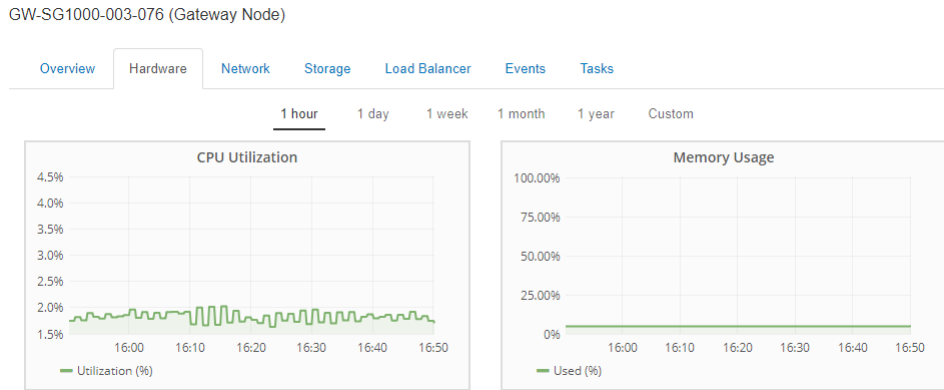 GW-SG1000-003-076 (Gateway Node)
Overview Hardware Network Storage Load Balancer Events Tasks
1 hour 1 day 1 week 1 month 1 year Custom
CPU Utilization
4.5%
4.0%
3.5%
3.0%
2.5%
2.0%
1.5%
16:00 16:10 16:20 16:30 16:40 16:50
Utilization (%)
Memory Usage
100.00%
75.00%
50.00%
25.00%
0%
16:00 16:10 16:20 16:30 16:40 16:50
Used (%)